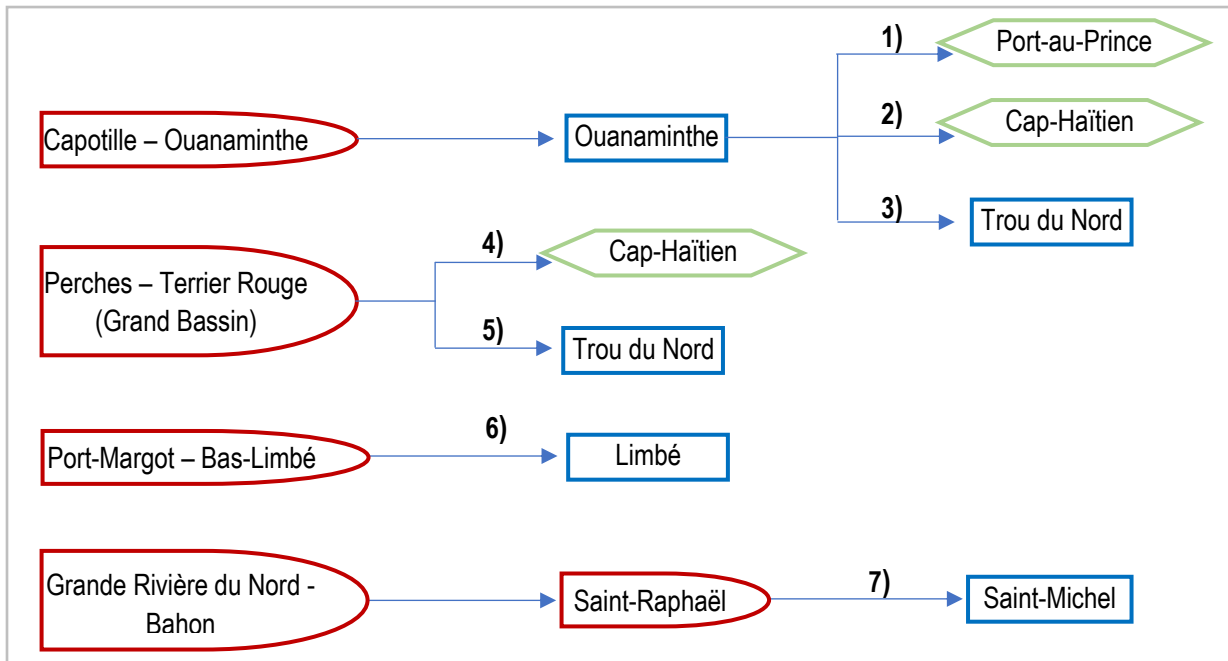 1)
Port-au-Prince
2)
Cap-Haïtien
Capotille – Ouanaminthe
Ouanaminthe
3)
Trou du Nord
4)
Cap-Haïtien
Perches – Terrier Rouge
(Grand Bassin)
5)
Trou du Nord
6)
Port-Margot – Bas-Limbé
Limbé
Grande Rivière du Nord -
Bahon
Saint-Raphaël
7)
Saint-Michel